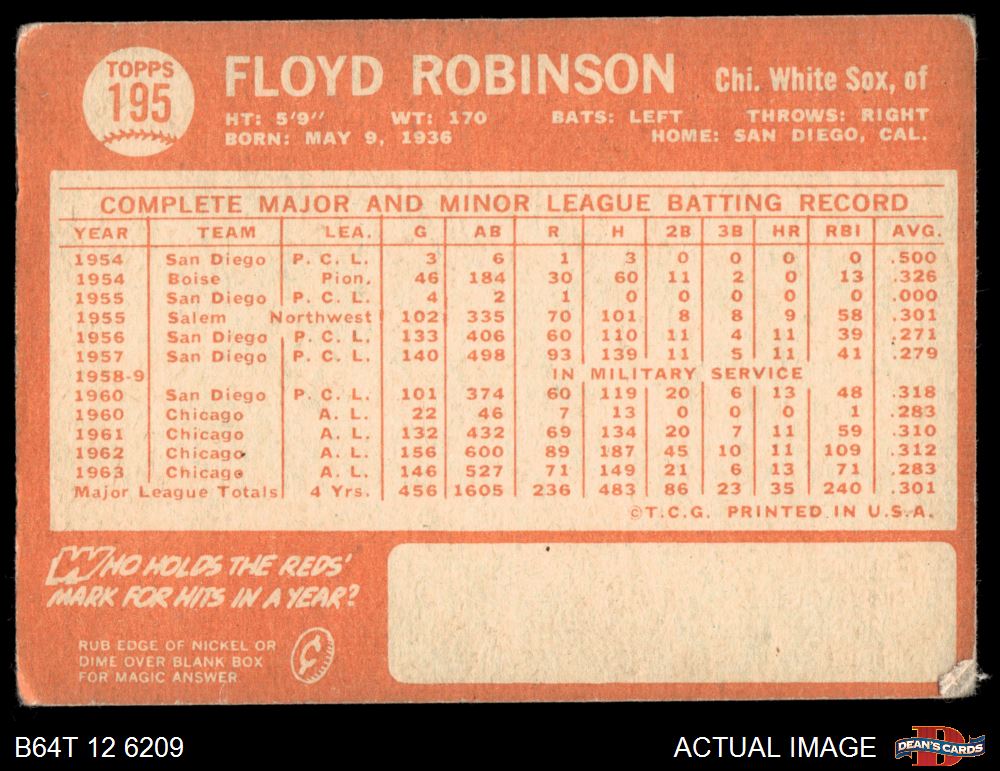 TOPPS
195
FLOYD ROBINSON Chi. White Sox, of
HT: 5'9" WT: 170 BATS: LEFT THROWS: RIGHT
BORN: MAY 9, 1936 HOME: SAN DIEGO, CAL.
COMPLETE MAJOR AND MINOR LEAGUE BATTING RECORD
YEAR TEAM LEA. G AB R H 2B 3B HR RBI AVG.
1954 San Diego P. C. L. 3 6 1 3 0 0 0 0 .500
1954 Boise Pion. 46 184 30 60 11 2 0 13 .326
1955 San Diego P. C. L. 4 2 1 0 0 0 0 0 .000
1955 Salem Northwest 102 335 70 101 8 8 9 58 .301
1956 San Diego P. C. L. 133 406 60 110 11 4 11 39 .271
1957 San Diego P. C. L. 140 498 93 139 11 5 11 41 .279
1958-9 IN MILITARY SERVICE
1960 San Diego P. C. L. 101 374 60 119 20 6 13 48 .318
1960 Chicago A. L. 22 46 7 13 0 0 0 1 .283
1961 Chicago A. L. 132 432 69 134 20 7 11 59 .310
1962 Chicago A. L. 156 600 89 187 45 10 11 109 .312
1963 Chicago A. L. 146 527 71 149 21 6 13 71 .283
Major League Totals 4 Yrs. 456 1605 236 483 86 23 35 240 .301
©T.C.G. PRINTED IN U.S.A.
WHO HOLDS THE REDS'
MARK FOR HITS IN A YEAR?
RUB EDGE OF NICKEL OR
DIME OVER BLANK BOX
FOR MAGIC ANSWER
¢
B64T 12 6209 ACTUAL IMAGE
D
DEAN'S CARDS